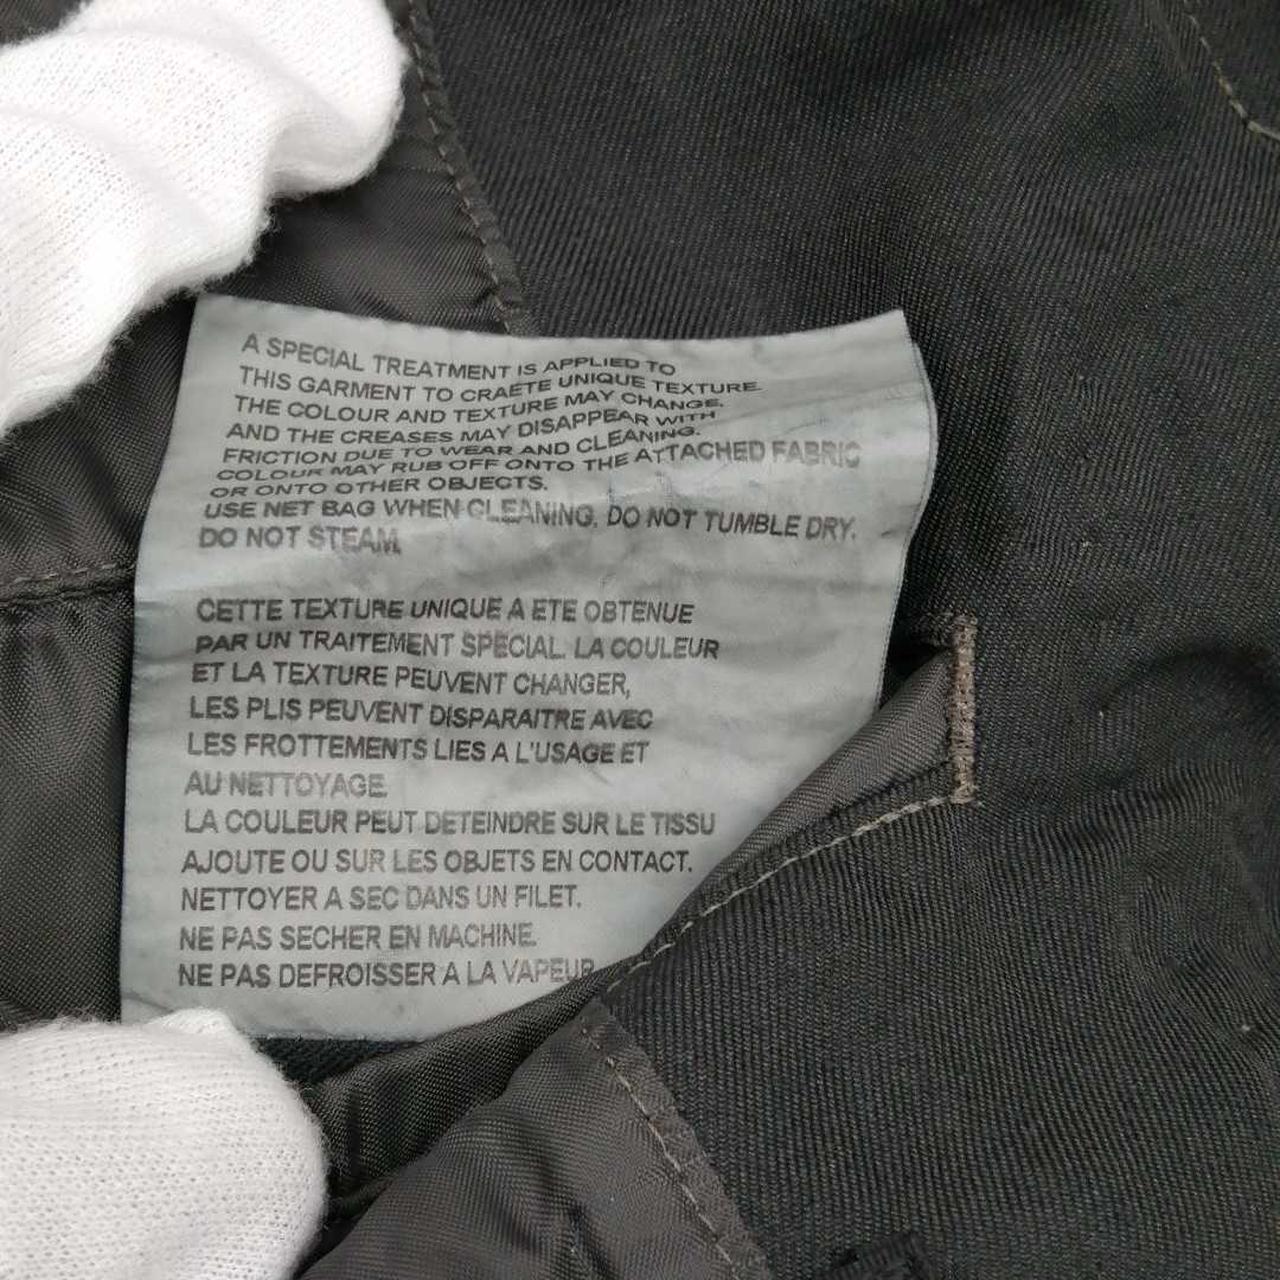 A SPECIAL TREATMENT IS APPLIED TO
THIS GARMENT TO CRAETE UNIQUE TEXTURE.
THE COLOUR AND TEXTURE MAY CHANGE,
AND THE CREASES MAY DISAPPEAR WITH
FRICTION DUE TO WEAR AND CLEANING.
COLOUR MAY RUB OFF ONTO THE ATTACHED FABRIC
OR ONTO OTHER OBJECTS.
USE NET BAG WHEN CLEANING. DO NOT TUMBLE DRY.
DO NOT STEAM.
CETTE TEXTURE UNIQUE A ETE OBTENUE
PAR UN TRAITEMENT SPECIAL. LA COULEUR
ET LA TEXTURE PEUVENT CHANGER,
LES PLIS PEUVENT DISPARAITRE AVEC
LES FROTTEMENTS LIES A L'USAGE ET
AU NETTOYAGE.
LA COULEUR PEUT DETEINDRE SUR LE TISSU
AJOUTE OU SUR LES OBJETS EN CONTACT.
NETTOYER A SEC DANS UN FILET.
NE PAS SECHER EN MACHINE.
NE PAS DEFROISSER A LA VAPEUR